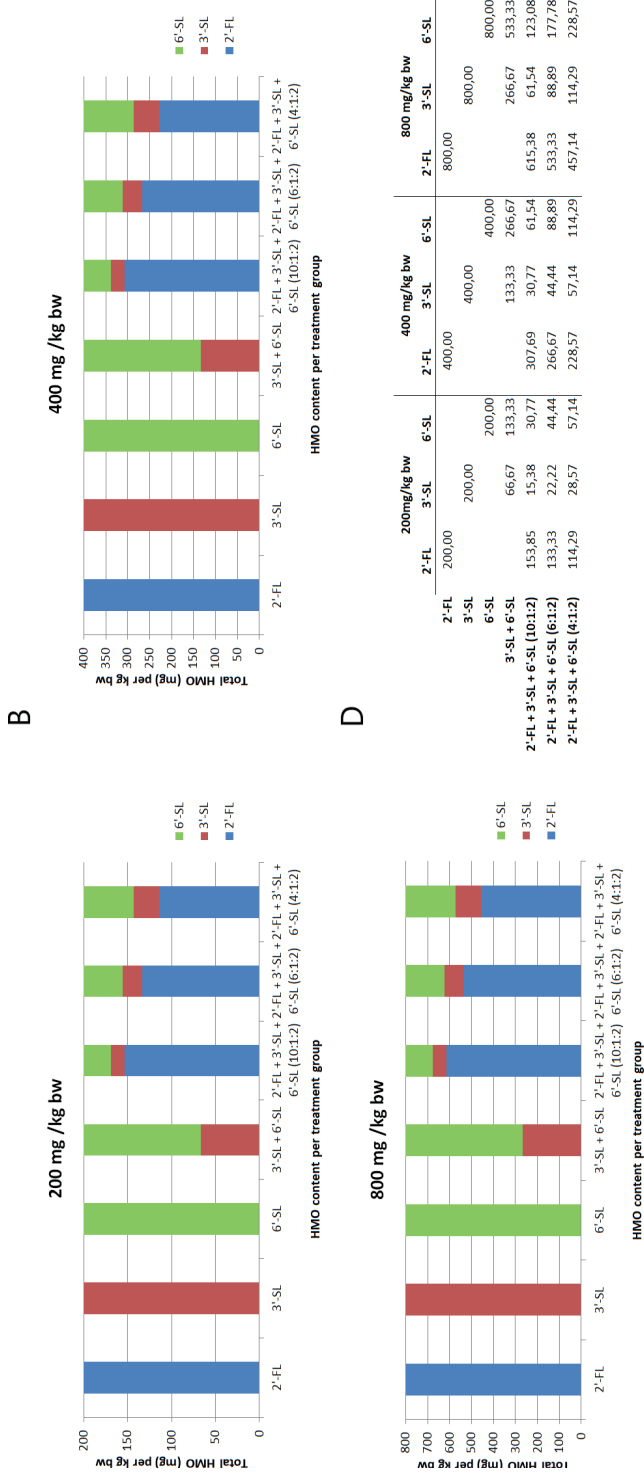 200 mg /kg bw
Total HMO (mg) per kg bw
200
150
100
50
0
2'-FL
3'-SL
6'-SL
3'-SL + 6'-SL
2'-FL + 3'-SL +
6'-SL (10:1:2)
2'-FL + 3'-SL +
6'-SL (6:1:2)
2'-FL + 3'-SL +
6'-SL (4:1:2)
HMO content per treatment group
6'-SL
3'-SL
2'-FL
B
400 mg /kg bw
Total HMO (mg) per kg bw
400
350
300
250
200
150
100
50
0
2'-FL
3'-SL
6'-SL
3'-SL + 6'-SL
2'-FL + 3'-SL +
6'-SL (10:1:2)
2'-FL + 3'-SL +
6'-SL (6:1:2)
2'-FL + 3'-SL +
6'-SL (4:1:2)
HMO content per treatment group
6'-SL
3'-SL
2'-FL
800 mg /kg bw
Total HMO (mg) per kg bw
800
700
600
500
400
300
200
100
0
2'-FL
3'-SL
6'-SL
3'-SL + 6'-SL
2'-FL + 3'-SL +
6'-SL (10:1:2)
2'-FL + 3'-SL +
6'-SL (6:1:2)
2'-FL + 3'-SL +
6'-SL (4:1:2)
HMO content per treatment group
6'-SL
3'-SL
2'-FL
D
200mg/kg bw 400 mg/kg bw 800 mg/kg bw
2'-FL 3'-SL 6'-SL 2'-FL 3'-SL 6'-SL 2'-FL 3'-SL 6'-SL
2'-FL 200,00 400,00 800,00
3'-SL 200,00 400,00 800,00
6'-SL 200,00 400,00 800,00
3'-SL + 6'-SL 66,67 133,33 133,33 266,67 266,67 533,33
2'-FL + 3'-SL + 6'-SL (10:1:2) 153,85 15,38 30,77 307,69 30,77 61,54 615,38 61,54 123,08
2'-FL + 3'-SL + 6'-SL (6:1:2) 133,33 22,22 44,44 266,67 44,44 88,89 533,33 88,89 177,78
2'-FL + 3'-SL + 6'-SL (4:1:2) 114,29 28,57 57,14 228,57 57,14 114,29 457,14 114,29 228,57